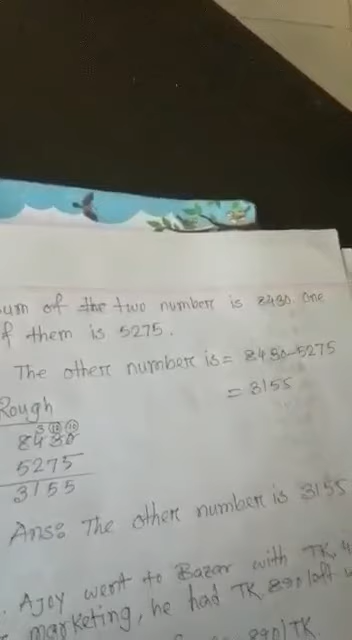 um of the two number is 8430. One
f them is 5275.
The other number is = 8430-5275
= 3155
Rough
8430
5275
3155
Ans: The other number is 3155
Ajoy went to Bazar with TK.
marketing, he had TK. 890 left
890) TK